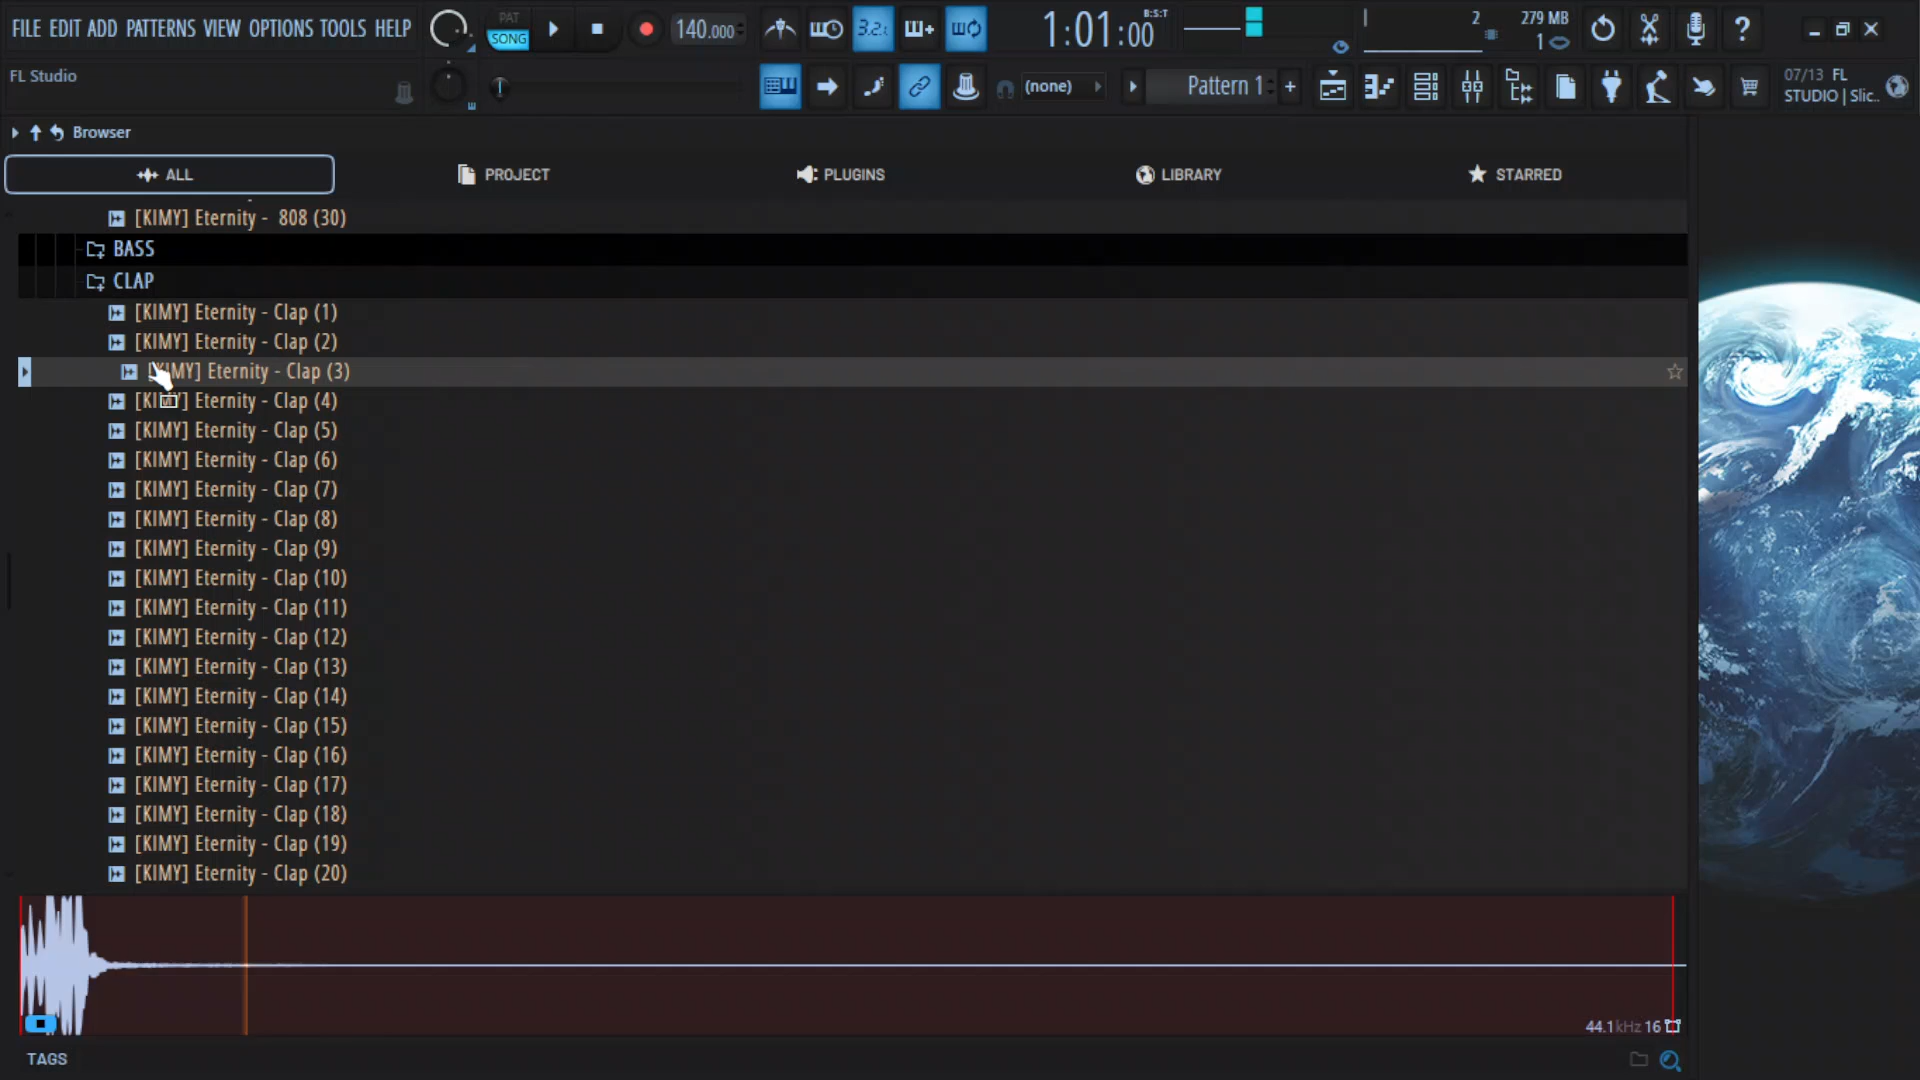 FILE EDIT ADD PATTERNS VIEW OPTIONS TOOLS HELP
PAT
SONG
140.000
3.2.
1:01:00
B:S:T
2
279 MB
1
FL Studio
(none)
Pattern 1
07/13 FL
STUDIO | Slic..
Browser
ALL
PROJECT
PLUGINS
LIBRARY
STARRED
[KIMY] Eternity - 808 (30)
BASS
CLAP
[KIMY] Eternity - Clap (1)
[KIMY] Eternity - Clap (2)
[KIMY] Eternity - Clap (3)
[KIMY] Eternity - Clap (4)
[KIMY] Eternity - Clap (5)
[KIMY] Eternity - Clap (6)
[KIMY] Eternity - Clap (7)
[KIMY] Eternity - Clap (8)
[KIMY] Eternity - Clap (9)
[KIMY] Eternity - Clap (10)
[KIMY] Eternity - Clap (11)
[KIMY] Eternity - Clap (12)
[KIMY] Eternity - Clap (13)
[KIMY] Eternity - Clap (14)
[KIMY] Eternity - Clap (15)
[KIMY] Eternity - Clap (16)
[KIMY] Eternity - Clap (17)
[KIMY] Eternity - Clap (18)
[KIMY] Eternity - Clap (19)
[KIMY] Eternity - Clap (20)
44.1kHz 16
TAGS